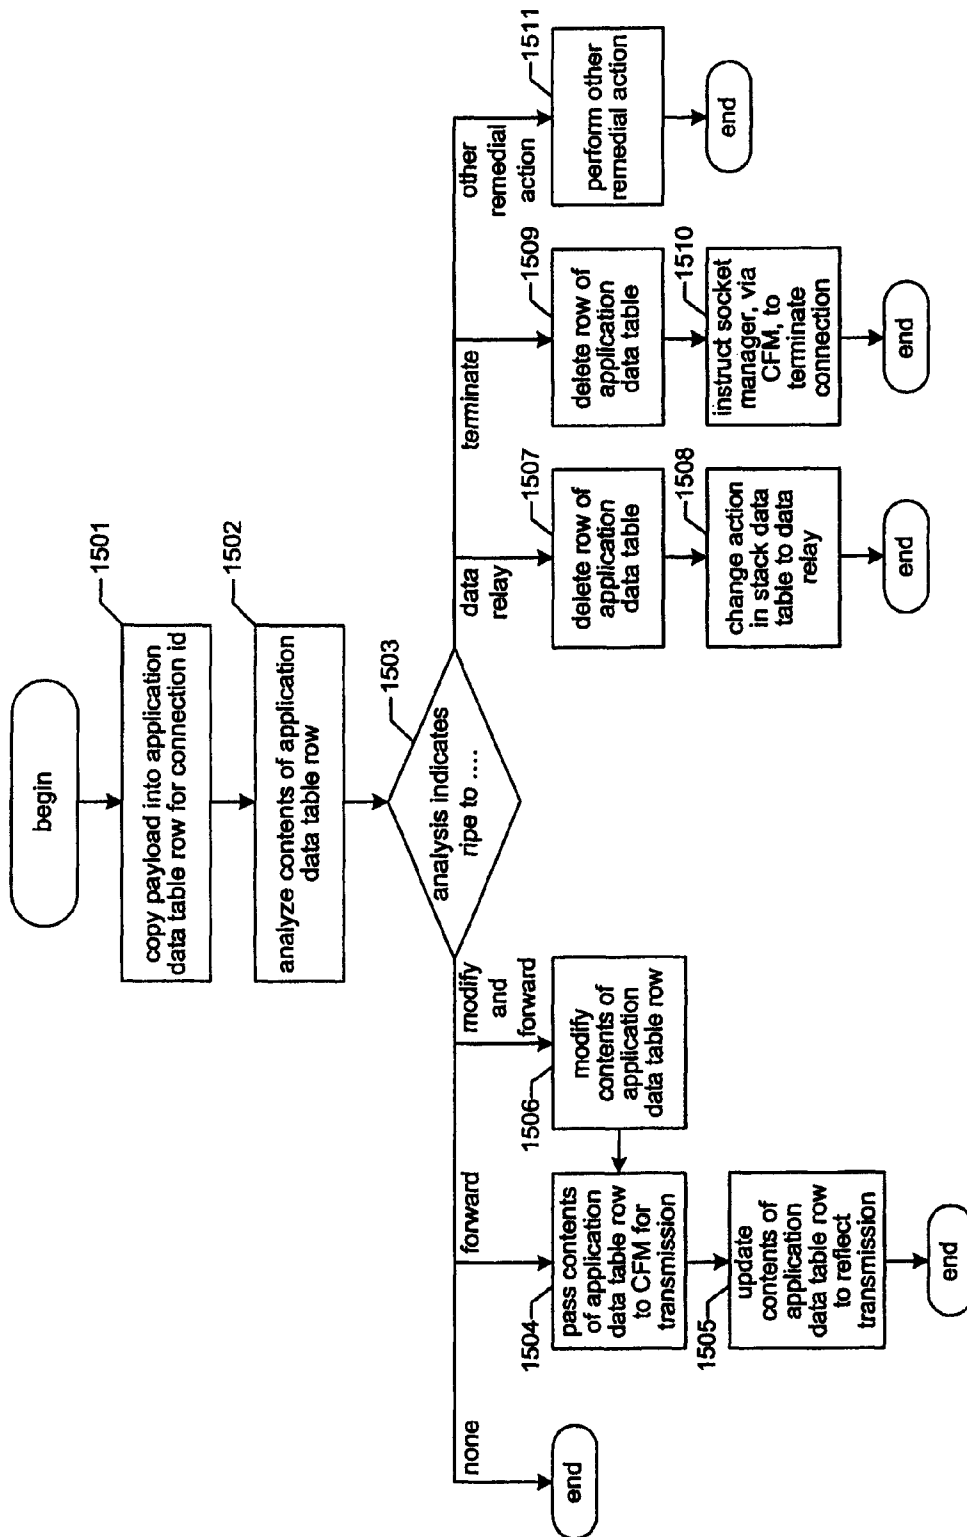 begin
1501
copy payload into application
data table row for connection id
1502
analyze contents of application
data table row
1503
analysis indicates
ripe to ....
none
end
forward
1504
pass contents
of application
data table row
to CFM for
transmission
1505
update
contents of
application
data table row
to reflect
transmission
end
modify
and
forward
1506
modify
contents of
application
data table row
data
relay
1507
delete row of
application
data table
1508
change action
in stack data
table to data
relay
end
terminate
1509
delete row of
application
data table
1510
instruct socket
manager, via
CFM, to
terminate
connection
end
other
remedial
action
1511
perform other
remedial action
end